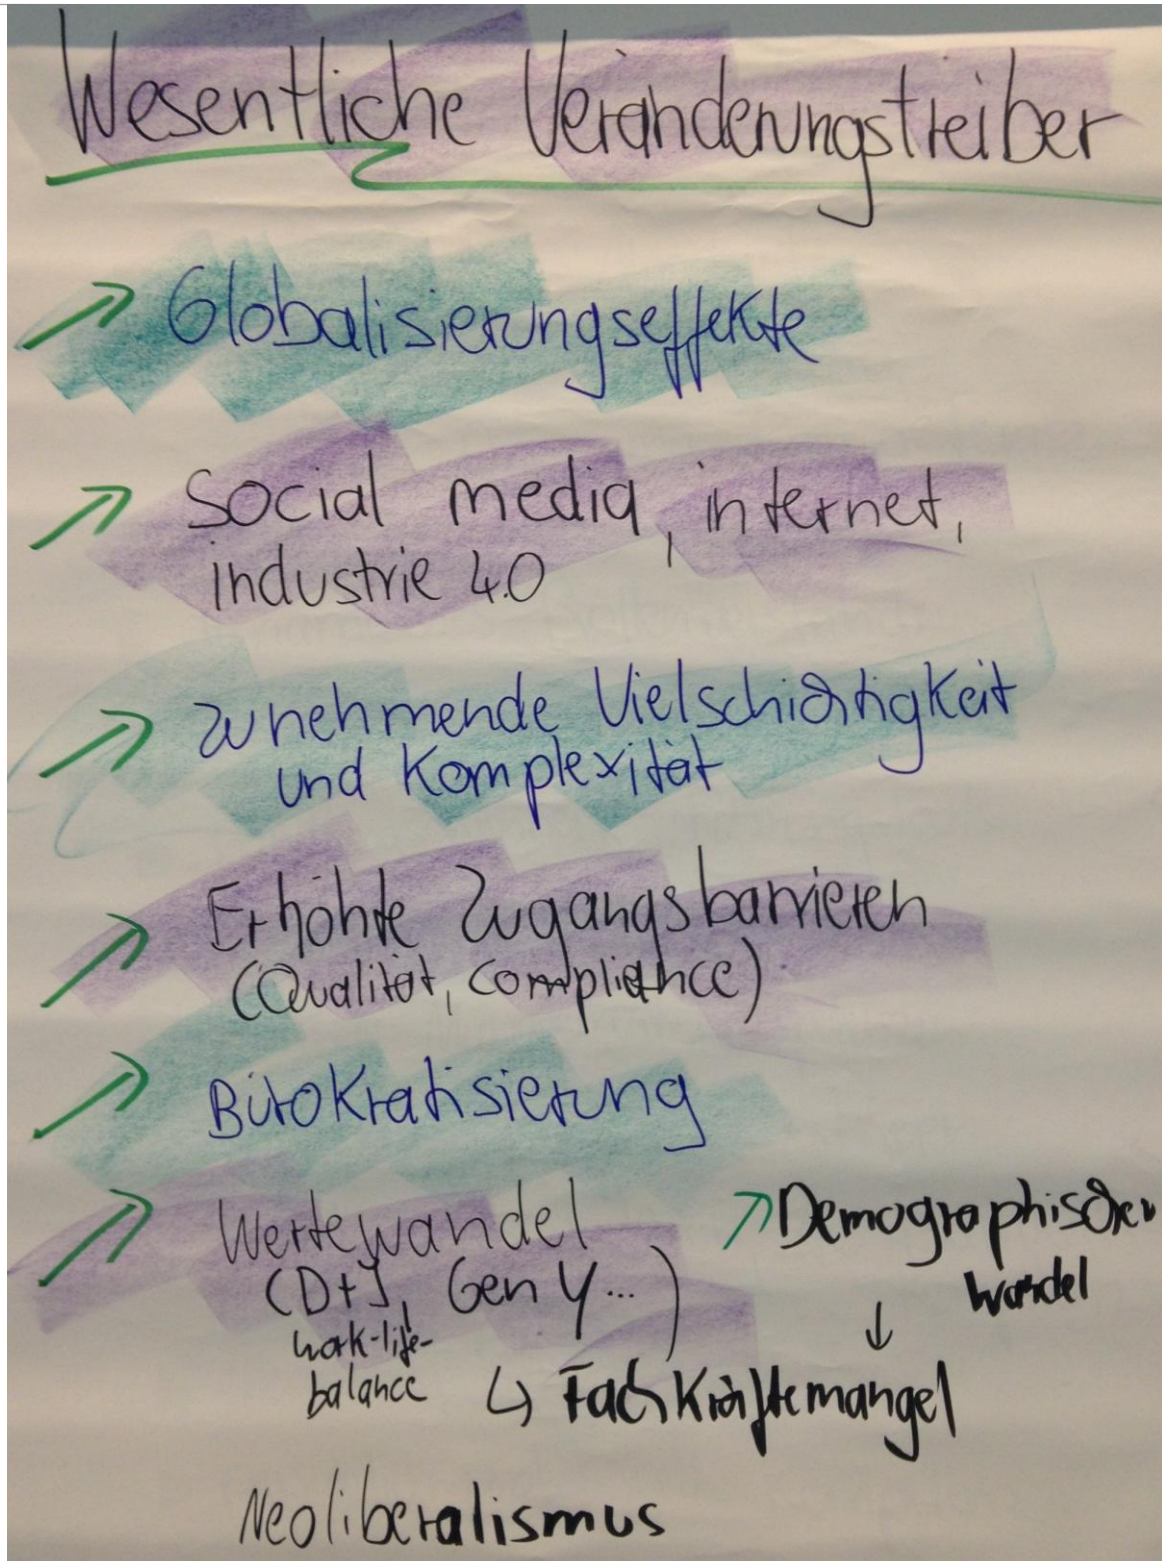 Wesentliche Veränderungstreiber
↗ Globalisierungseffekte
↗ Social media, internet,
industrie 4.0
↗ zunehmende Vielschichtigkeit
und Komplexität
↗ Erhöhte Zugangsbarrieren
(Qualität, compliance)
↗ Bürokratisierung
↗ Wertewandel
(D+J, Gen Y...)
work-life-
balance
↗ Demographischer
wandel
↓
↳ Fachkräftemangel
Neoliberalismus